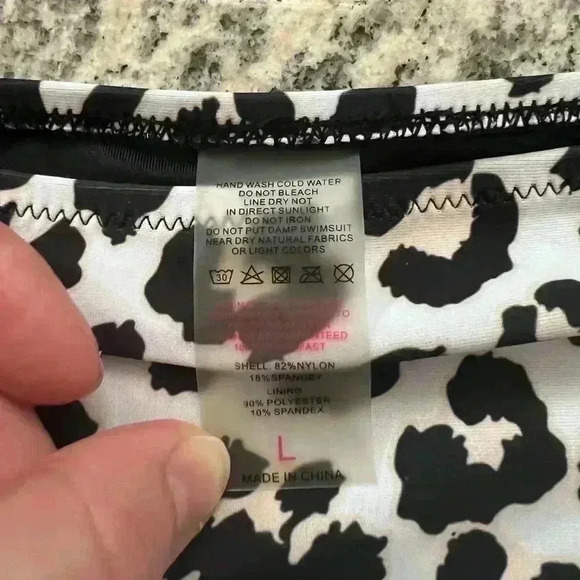 HAND WASH COLD WATER
DO NOT BLEACH
LINE DRY NOT
IN DIRECT SUNLIGHT
DO NOT IRON
DO NOT PUT DAMP SWIMSUIT
NEAR DRY NATURAL FABRICS
OR LIGHT COLORS
30
SHELL: 82%NYLON
18%SPANDEX
LINING
90% POLYESTER
10% SPANDEX
L
MADE IN CHINA